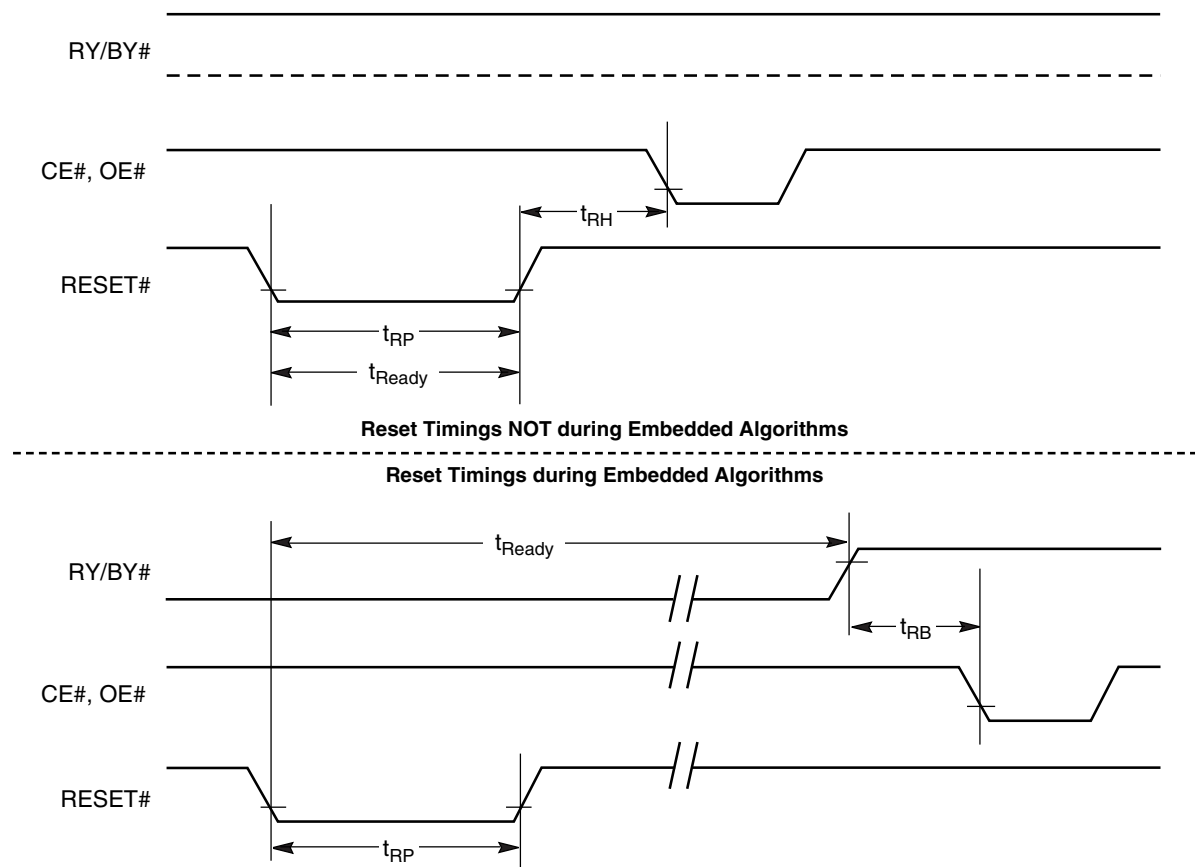 RY/BY#
CE#, OE#
tRH
RESET#
tRP
tReady
Reset Timings NOT during Embedded Algorithms
Reset Timings during Embedded Algorithms
tReady
RY/BY#
tRB
CE#, OE#
RESET#
tRP